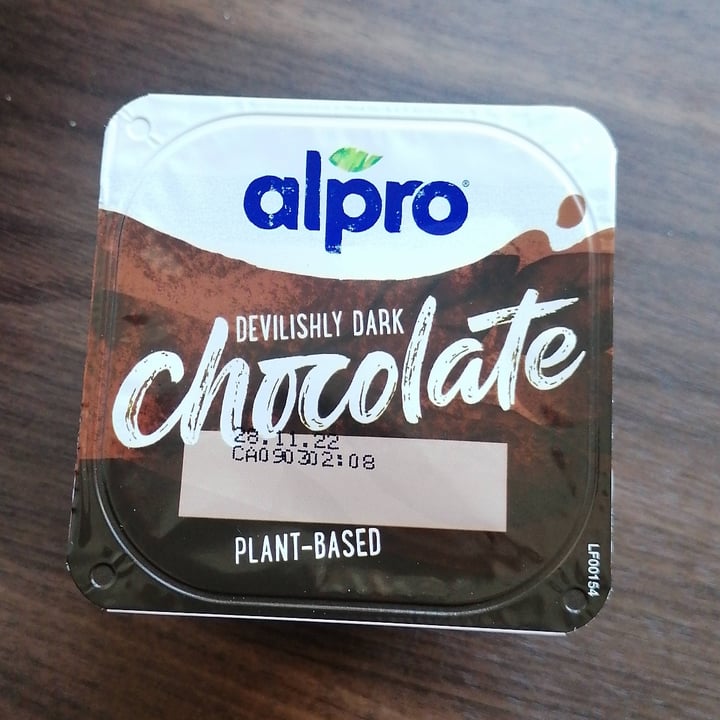 alpro®
DEVILISHLY DARK
chocolate
28.11.22
CA090302:08
PLANT-BASED
LF00154